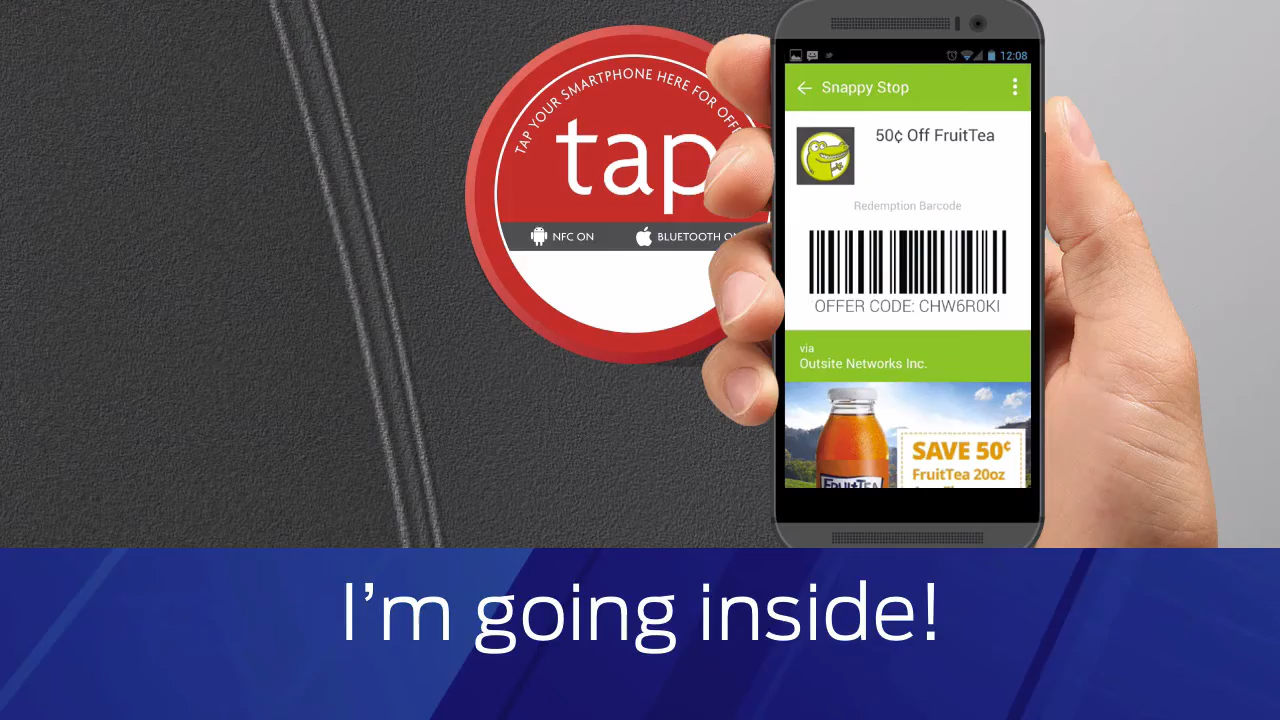 TAP YOUR SMARTPHONE HERE FOR
tap
NFC ON
BLUETOOTH
12:08
Snappy Stop
50¢ Off FruitTea
Redemption Barcode
OFFER CODE: CHW6R0KI
via
Outsite Networks Inc.
SAVE 50¢
FruitTea 20oz
FRUITTEA
I'm going inside!